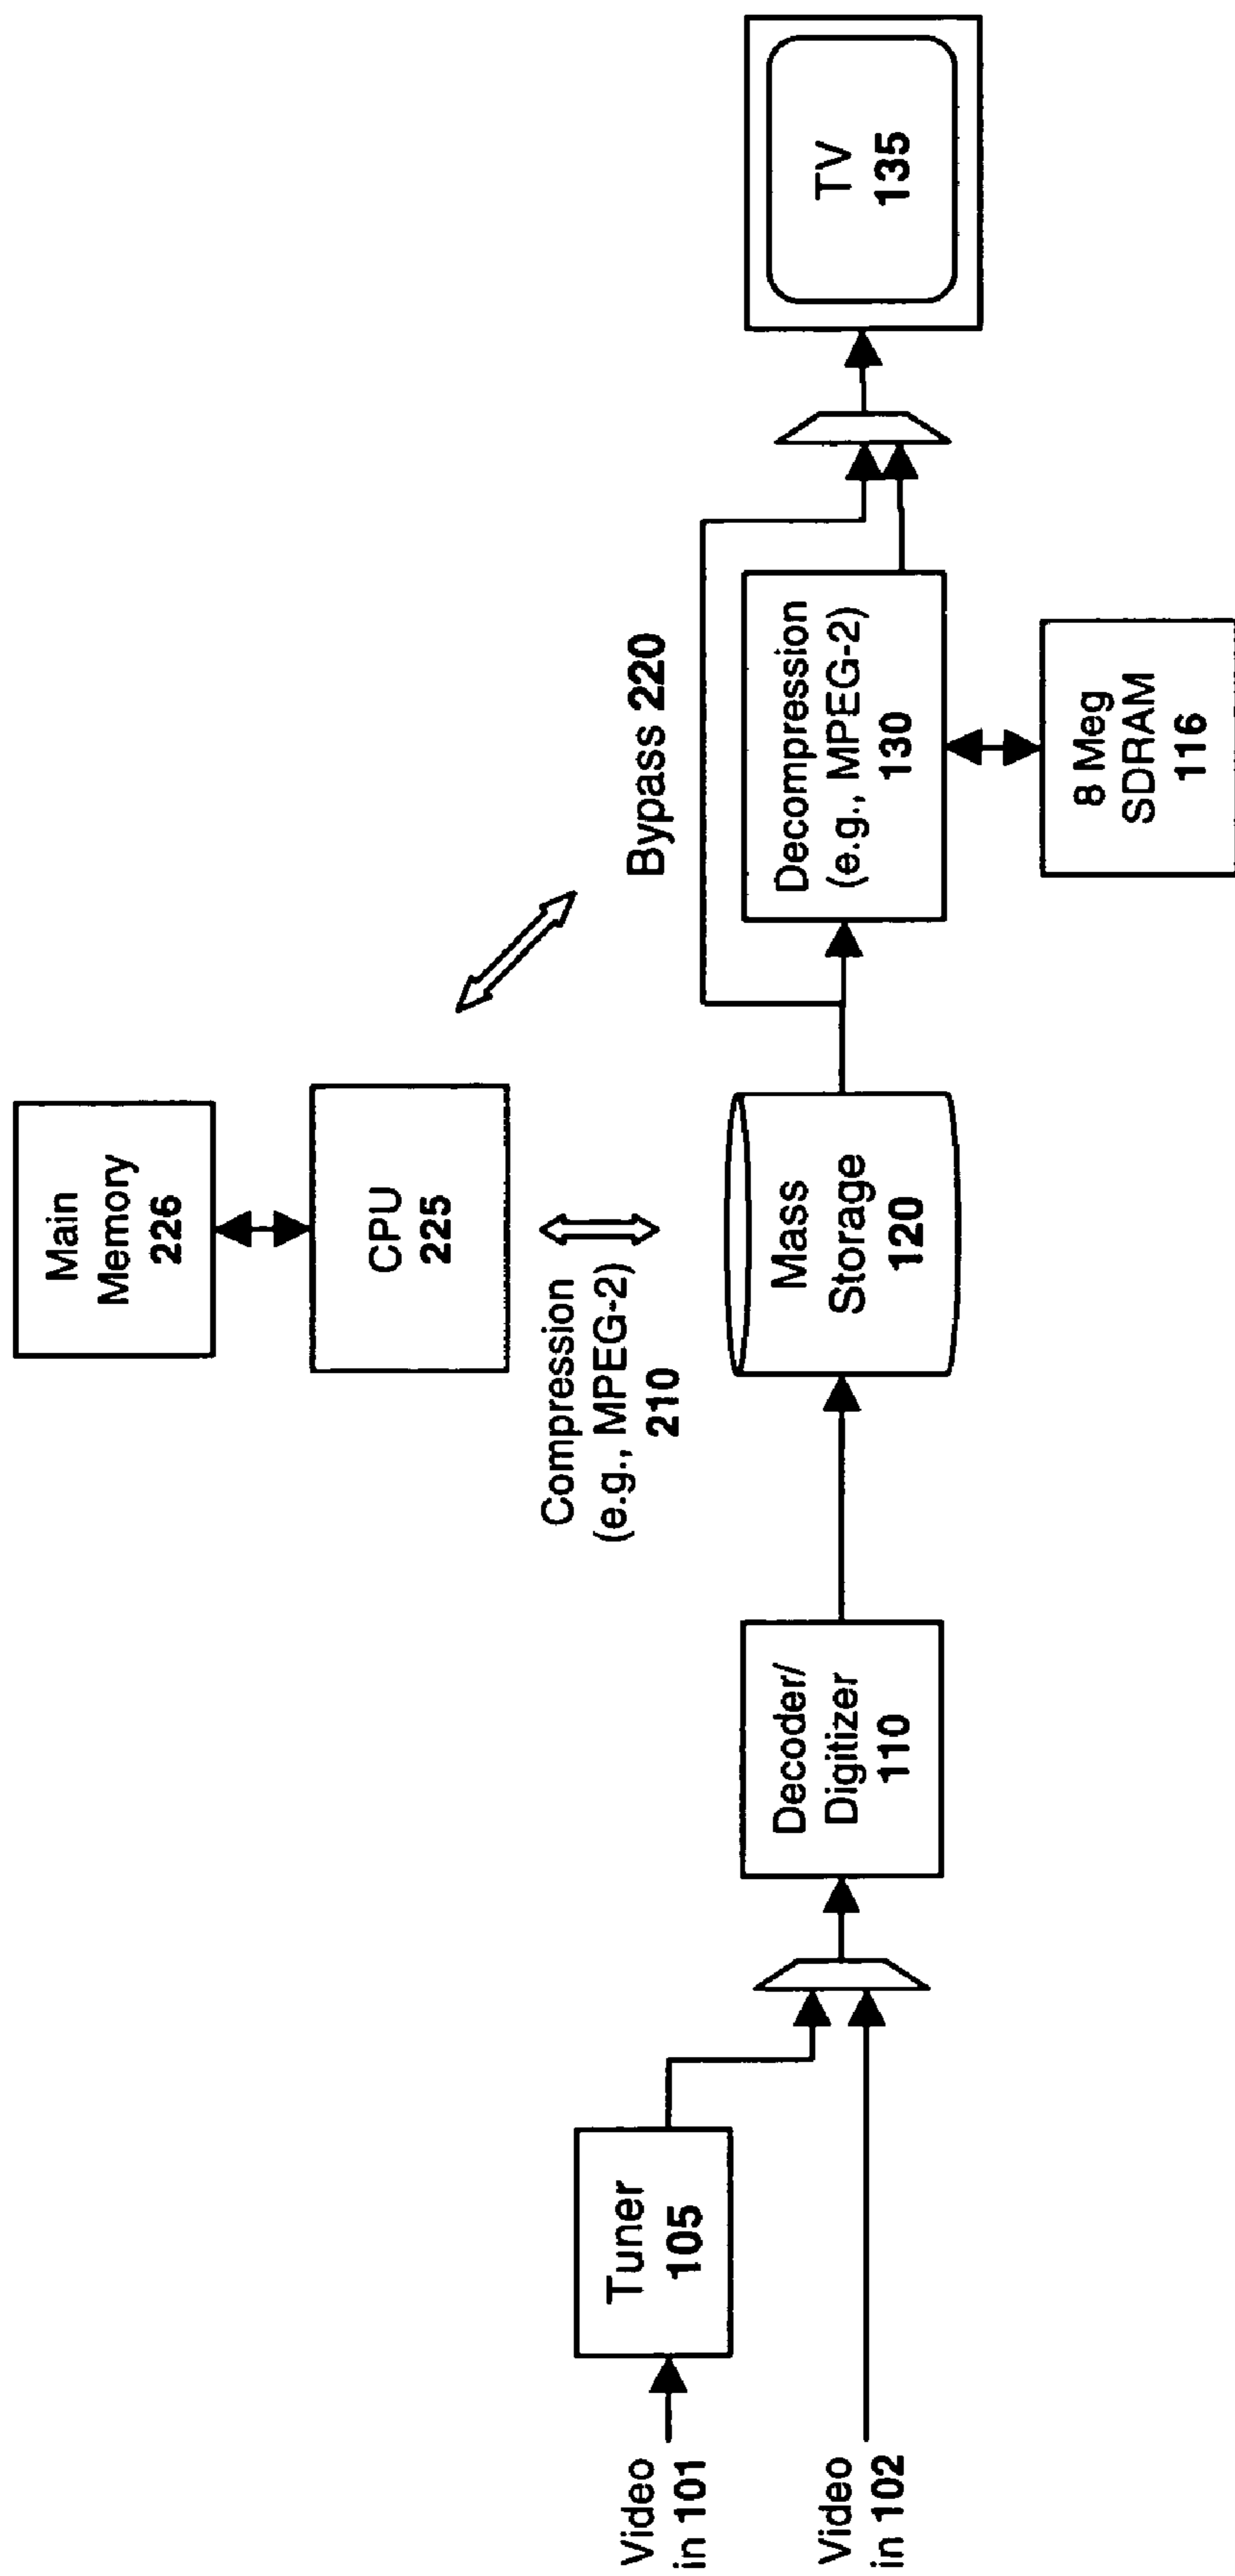 Main
Memory
226
CPU
225
Compression
(e.g., MPEG-2)
210
Bypass 220
Video
in 101
Tuner
105
Video
in 102
Decoder/
Digitizer
110
Mass
Storage
120
Decompression
(e.g., MPEG-2)
130
8 Meg
SDRAM
116
TV
135